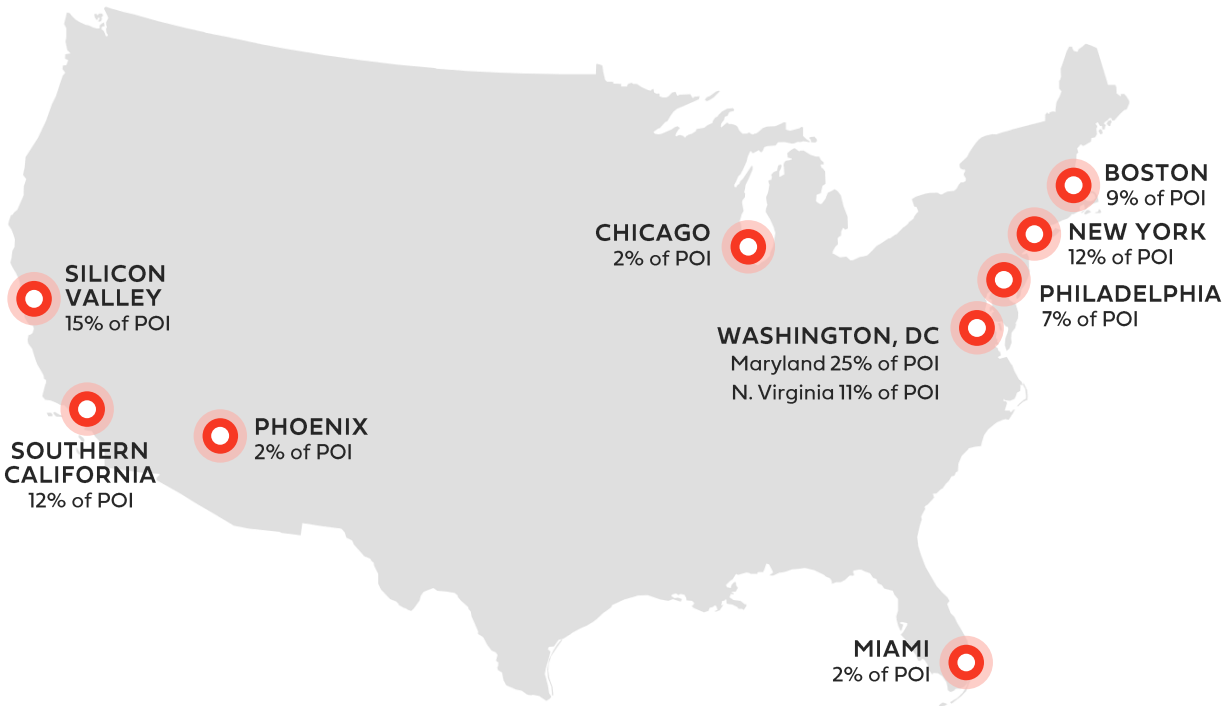 BOSTON
9% of POI
CHICAGO
2% of POI
NEW YORK
12% of POI
SILICON
VALLEY
15% of POI
PHILADELPHIA
7% of POI
WASHINGTON, DC
Maryland 25% of POI
N. Virginia 11% of POI
PHOENIX
2% of POI
SOUTHERN
CALIFORNIA
12% of POI
MIAMI
2% of POI